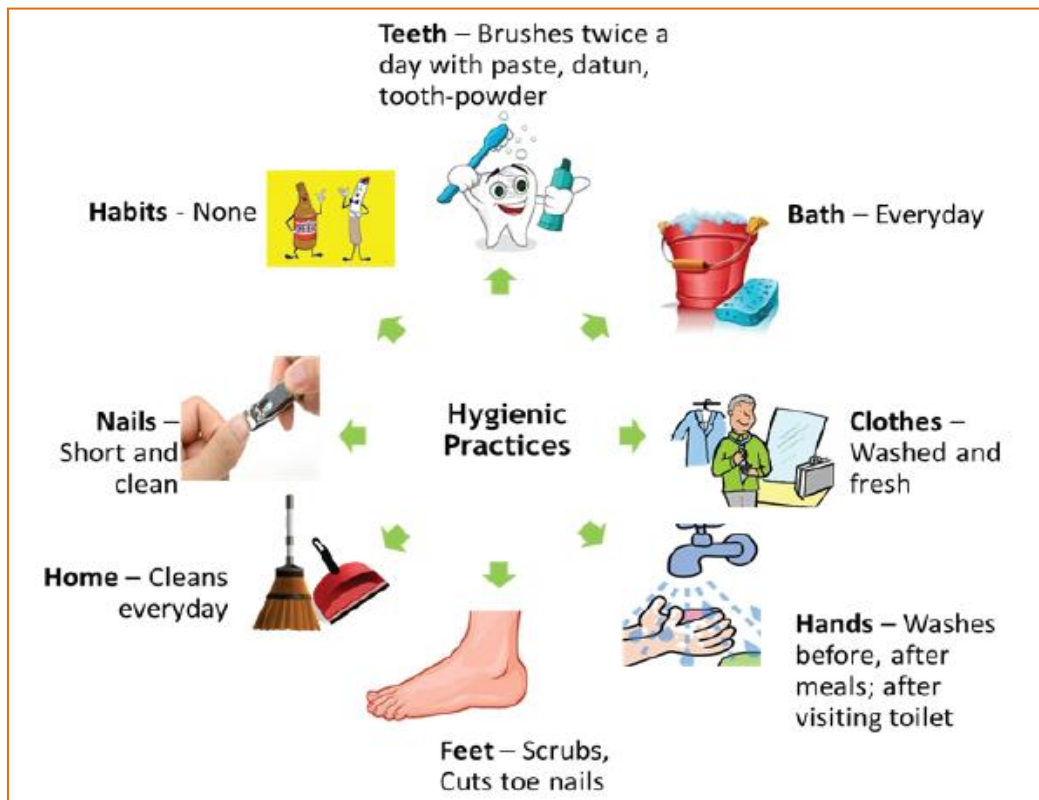 Teeth – Brushes twice a
day with paste, datun,
tooth-powder
Habits - None
BEER
Bath – Everyday
Nails –
Short and
clean
Hygienic
Practices
Clothes –
Washed and
fresh
Home – Cleans
everyday
Hands – Washes
before, after
meals; after
visiting toilet
Feet – Scrubs,
Cuts toe nails